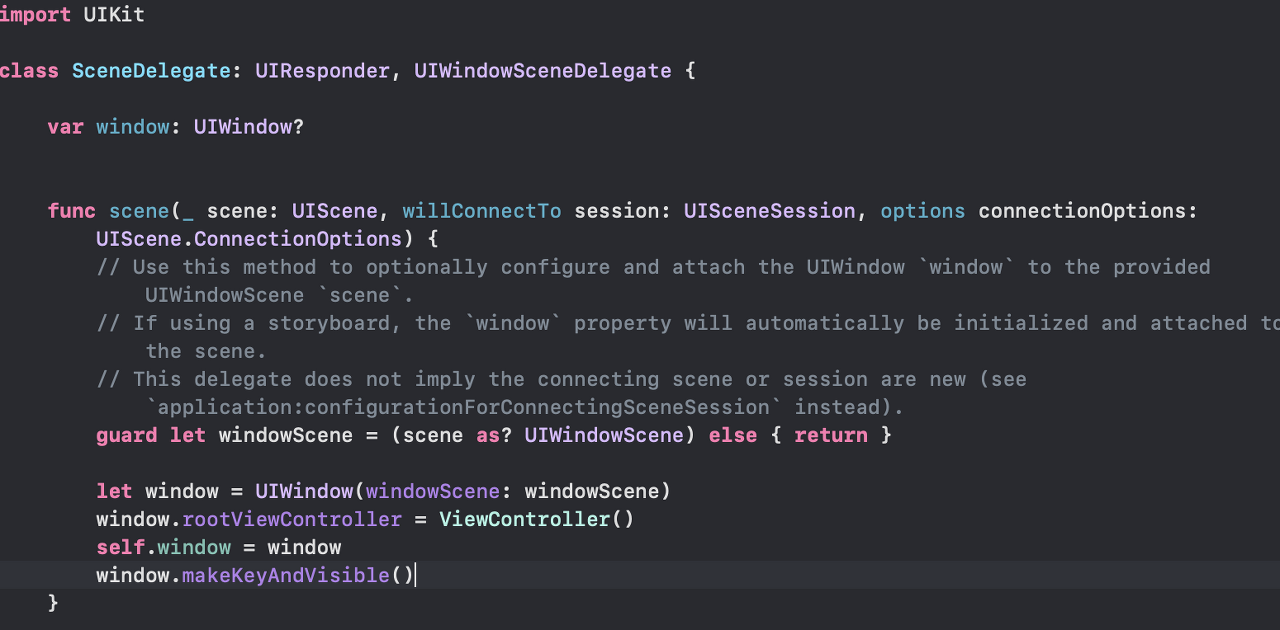 import UIKit
class SceneDelegate: UIResponder, UIWindowSceneDelegate {
var window: UIWindow?
func scene(_ scene: UIScene, willConnectTo session: UISceneSession, options connectionOptions:
UIScene.ConnectionOptions) {
// Use this method to optionally configure and attach the UIWindow `window` to the provided
UIWindowScene `scene`.
// If using a storyboard, the `window` property will automatically be initialized and attached to
the scene.
// This delegate does not imply the connecting scene or session are new (see
`application:configurationForConnectingSceneSession` instead).
guard let windowScene = (scene as? UIWindowScene) else { return }
let window = UIWindow(windowScene: windowScene)
window.rootViewController = ViewController()
self.window = window
window.makeKeyAndVisible()
}